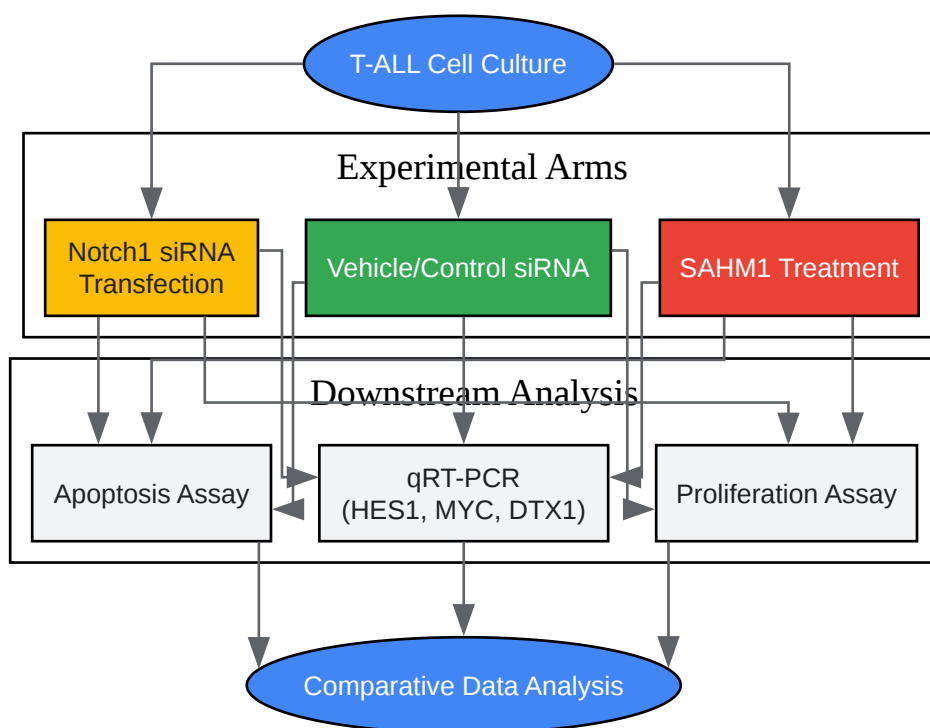 T-ALL Cell Culture
Experimental Arms
Notch1 siRNA
Transfection
Vehicle/Control siRNA
SAHM1 Treatment
Downstream Analysis
Apoptosis Assay
qRT-PCR
(HES1, MYC, DTX1)
Proliferation Assay
Comparative Data Analysis